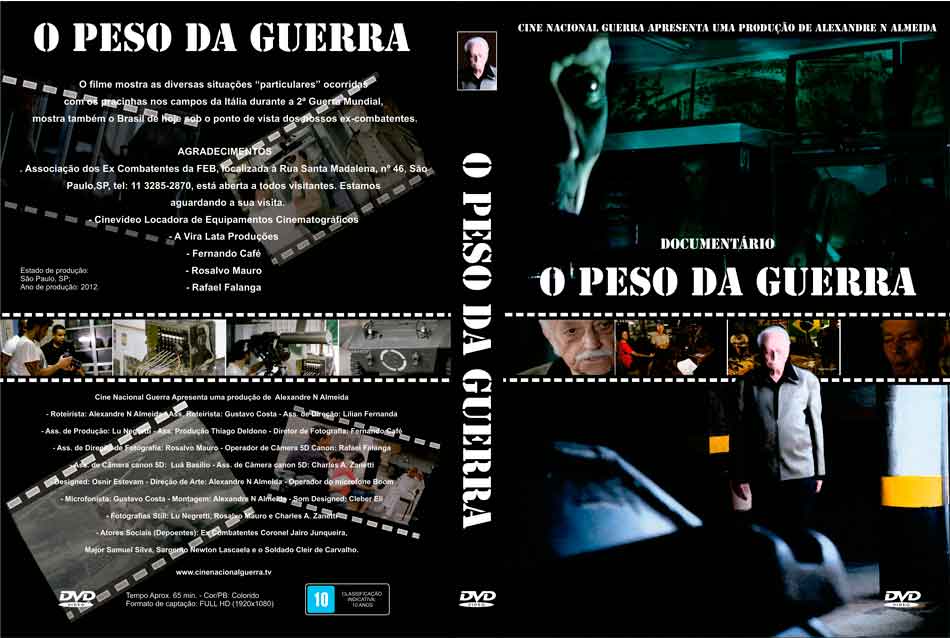 O PESO DA GUERRA
O filme mostra as diversas situações “particulares” ocorridas
com os pracinhas nos campos da Itália durante a 2ª Guerra Mundial,
mostra também o Brasil de hoje sob o ponto de vista dos nossos ex-combatentes.
AGRADECIMENTOS
. Associação dos Ex Combatentes da FEB, localizada à Rua Santa Madalena, nº 46, São
Paulo,SP, tel: 11 3285-2870, está aberta a todos visitantes. Estamos
aguardando a sua visita.
- Cinevídeo Locadora de Equipamentos Cinematográficos
- A Vira Lata Produções
- Fernando Café
- Rosalvo Mauro
- Rafael Falanga
Estado de produção:
São Paulo, SP;
Ano de produção: 2012.
Cine Nacional Guerra Apresenta uma produção de Alexandre N Almeida
- Roteirista: Alexandre N Almeida - Ass. Roteirista: Gustavo Costa - Ass. de Direção: Lilian Fernanda
- Ass. de Produção: Lu Negretti - Ass. Produção Thiago Deldono - Diretor de Fotografia: Fernando Café
- Ass. de Direção de Fotografia: Rosalvo Mauro - Operador de Câmera 5D Canon: Rafael Falanga
- Ass. de Câmera canon 5D: Luã Basilio - Ass. de Câmera canon 5D: Charles A. Zanetti
- Designed: Osnir Estevam - Direção de Arte: Alexandre N Almeida - Operador do microfone Boom
- Microfonista: Gustavo Costa - Montagem: Alexandre N Almeida - Som Designed: Cleber Eli
- Fotografias Still: Lu Negretti, Rosalvo Mauro e Charles A. Zanetti
- Atores Sociais (Depoentes): Ex Combatentes Coronel Jairo Junqueira,
Major Samuel Silva, Sargento Newton Lascaela e o Soldado Cleir de Carvalho.
www.cinenacionalguerra.tv
DVD
VIDEO
Tempo Aprox. 65 min. - Cor/PB: Colorido
Formato de captação: FULL HD (1920x1080)
10
CLASSIFICAÇÃO
INDICATIVA:
10 ANOS
O PESO DA GUERRA
DVD
VIDEO
CINE NACIONAL GUERRA APRESENTA UMA PRODUÇÃO DE ALEXANDRE N ALMEIDA
DOCUMENTÁRIO
O PESO DA GUERRA
DVD
VIDEO